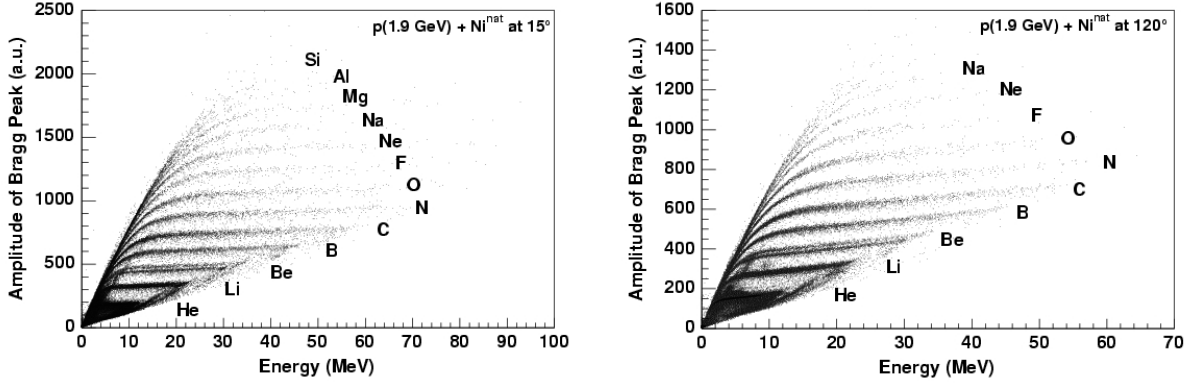 p(1.9 GeV) + Ni^nat at 15°
Amplitude of Bragg Peak (a.u.)
2500
2000
1500
1000
500
0
Si
Al
Mg
Na
Ne
F
O
N
C
B
Be
Li
He
0 10 20 30 40 50 60 70 80 90 100
Energy (MeV)
p(1.9 GeV) + Ni^nat at 120°
Amplitude of Bragg Peak (a.u.)
1600
1400
1200
1000
800
600
400
200
0
Na
Ne
F
O
N
C
B
Be
Li
He
0 10 20 30 40 50 60 70
Energy (MeV)